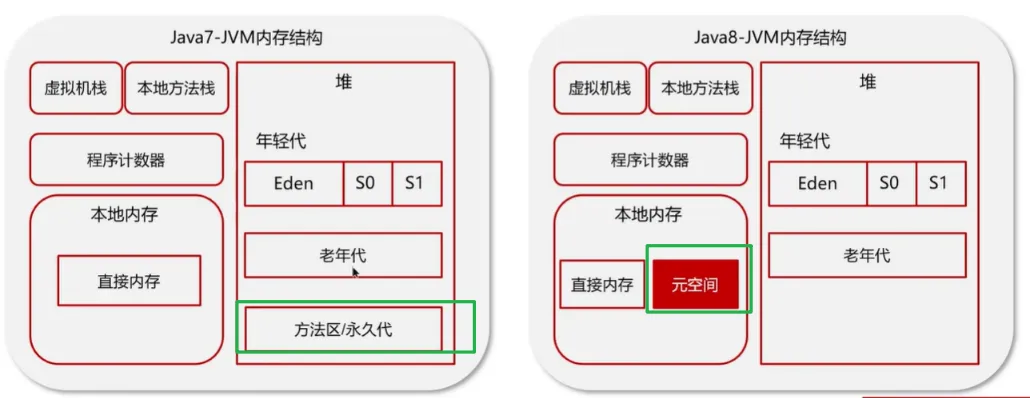 Java7-JVM内存结构
虚拟机栈
本地方法栈
堆
程序计数器
年轻代
Eden
S0
S1
本地内存
直接内存
老年代
方法区/永久代
Java8-JVM内存结构
虚拟机栈
本地方法栈
堆
程序计数器
年轻代
Eden
S0
S1
本地内存
直接内存
元空间
老年代